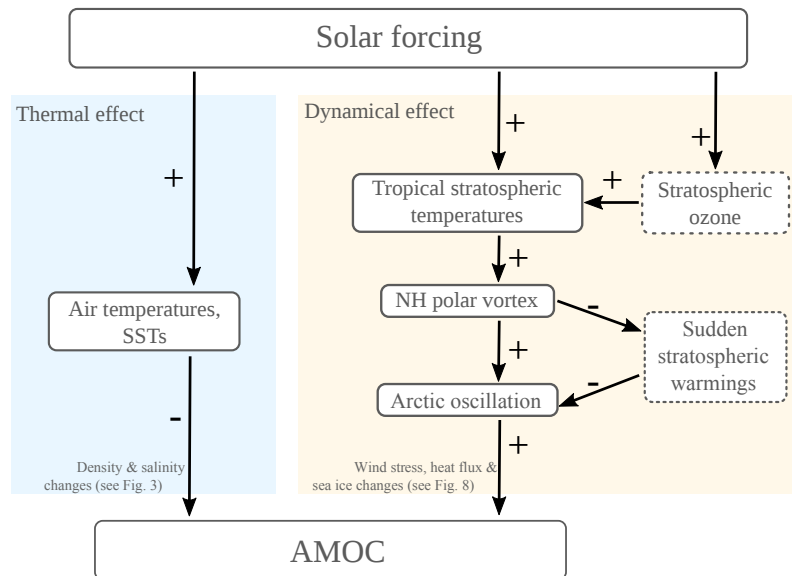 Solar forcing
Thermal effect
+
Air temperatures,
SSTs
-
Density & salinity
changes (see Fig. 3)
Dynamical effect
+
+
Tropical stratospheric
temperatures
+
Stratospheric
ozone
+
NH polar vortex
-
Sudden
stratospheric
warmings
+
-
Arctic oscillation
+
Wind stress, heat flux &
sea ice changes (see Fig. 8)
AMOC